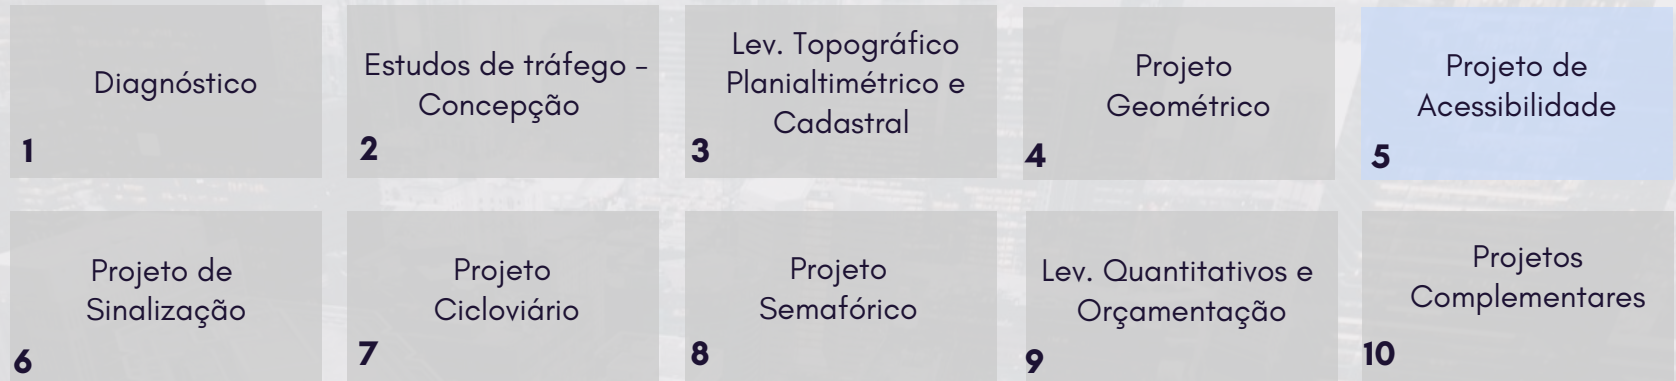 Diagnóstico
1
Estudos de tráfego -
Concepção
2
Lev. Topográfico
Planialtimétrico e
Cadastral
3
Projeto
Geométrico
4
Projeto de
Acessibilidade
5
Projeto de
Sinalização
6
Projeto
Cicloviário
7
Projeto
Semafórico
8
Lev. Quantitativos e
Orçamentação
9
Projetos
Complementares
10